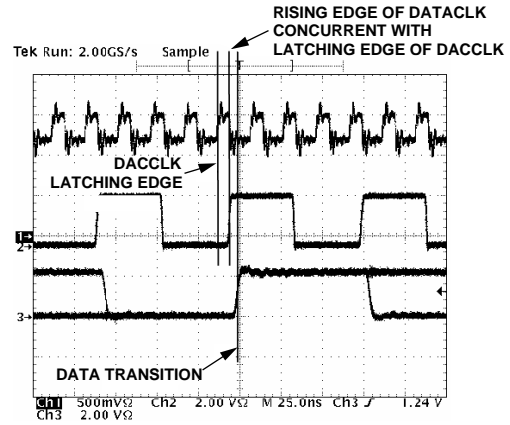 RISING EDGE OF DATACLK
CONCURRENT WITH
LATCHING EDGE OF DACCLK
Tek Run: 2.00GS/s Sample
DACCLK
LATCHING EDGE
1→
2→
3→
DATA TRANSITION
Ch1 500mVΩ Ch2 2.00 VΩ M 25.0ns Ch3 1.24 V
Ch3 2.00 VΩ